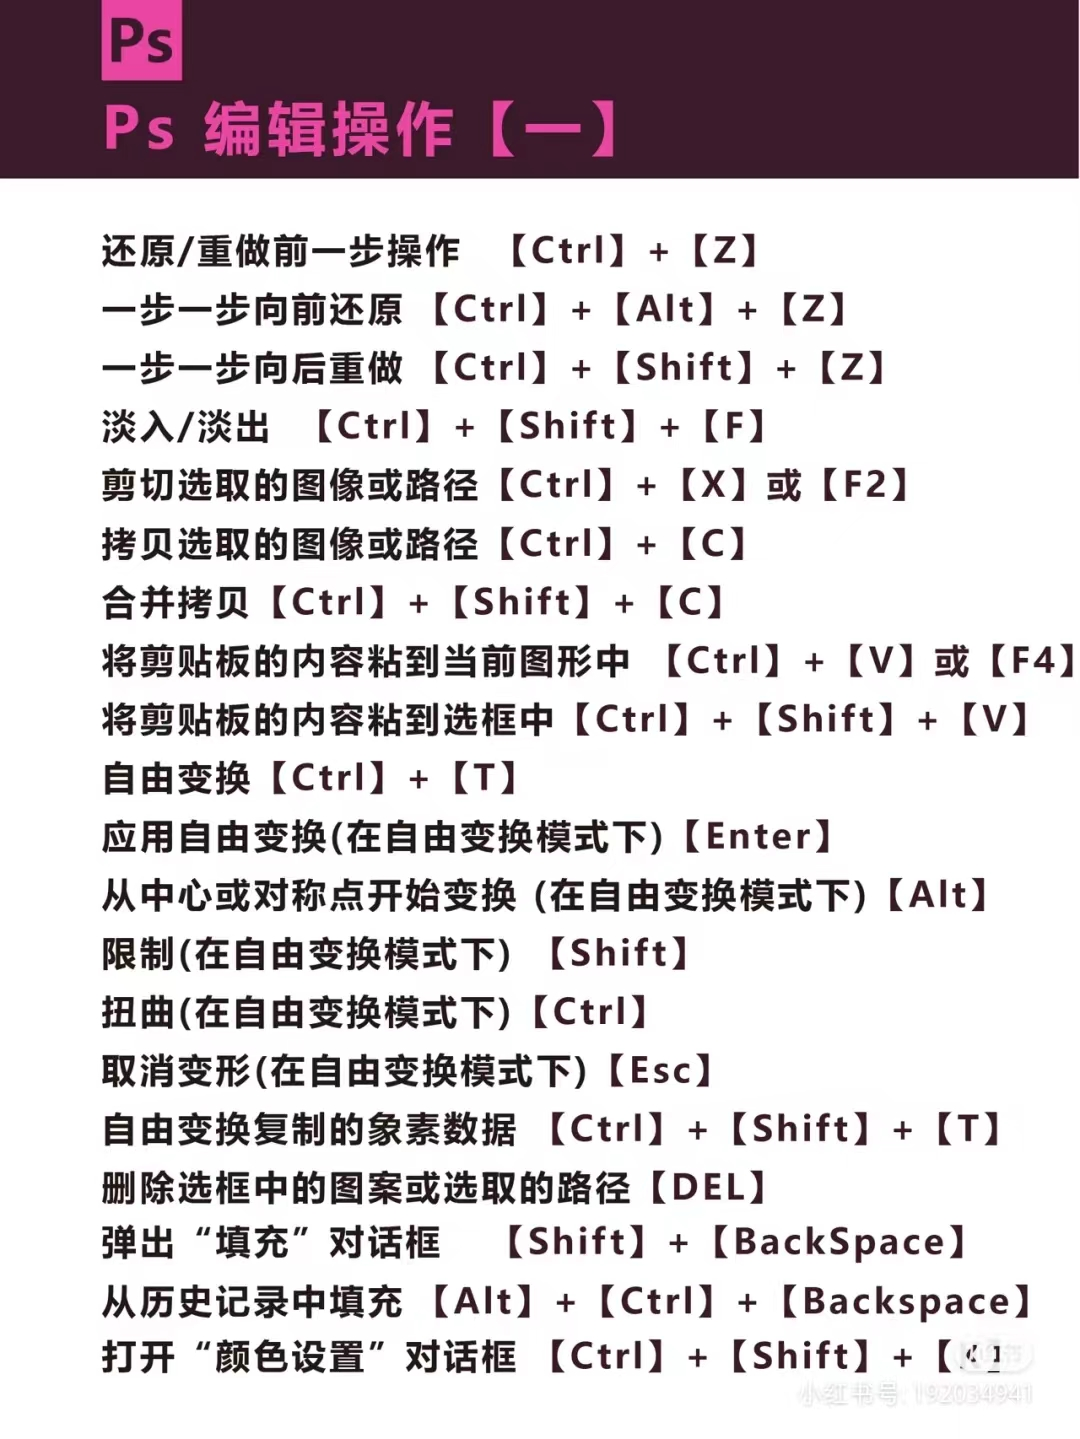 Ps
Ps 编辑操作【一】
还原/重做前一步操作 【Ctrl】+【Z】
一步一步向前还原 【Ctrl】+【Alt】+【Z】
一步一步向后重做 【Ctrl】+【Shift】+【Z】
淡入/淡出 【Ctrl】+【Shift】+【F】
剪切选取的图像或路径【Ctrl】+【X】或【F2】
拷贝选取的图像或路径【Ctrl】+【C】
合并拷贝【Ctrl】+【Shift】+【C】
将剪贴板的内容粘到当前图形中 【Ctrl】+【V】或【F4】
将剪贴板的内容粘到选框中【Ctrl】+【Shift】+【V】
自由变换【Ctrl】+【T】
应用自由变换(在自由变换模式下)【Enter】
从中心或对称点开始变换 (在自由变换模式下)【Alt】
限制(在自由变换模式下) 【Shift】
扭曲(在自由变换模式下)【Ctrl】
取消变形(在自由变换模式下)【Esc】
自由变换复制的象素数据 【Ctrl】+【Shift】+【T】
删除选框中的图案或选取的路径【DEL】
弹出“填充”对话框 【Shift】+【BackSpace】
从历史记录中填充 【Alt】+【Ctrl】+【Backspace】
打开“颜色设置”对话框 【Ctrl】+【Shift】+【K】
小红书号: 192034941